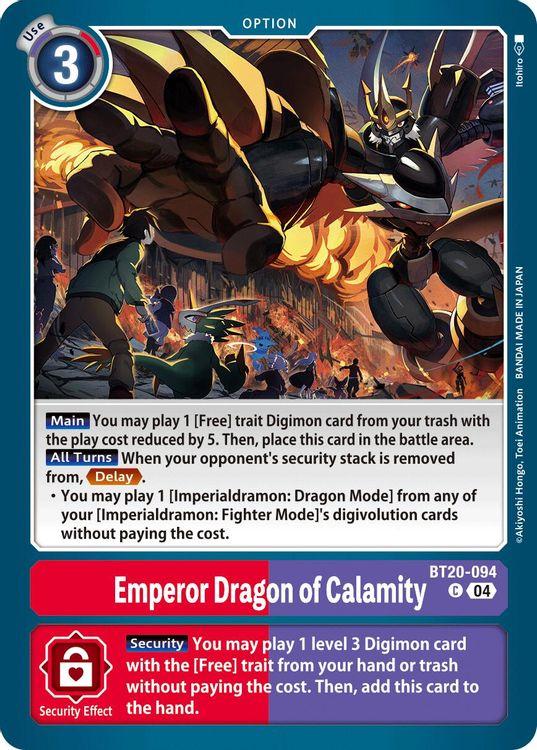 OPTION
Use
3
Itohiro
Main You may play 1 [Free] trait Digimon card from your trash with
the play cost reduced by 5. Then, place this card in the battle area.
All Turns When your opponent's security stack is removed
from, Delay.
• You may play 1 [Imperialdramon: Dragon Mode] from any of
your [Imperialdramon: Fighter Mode]'s digivolution cards
without paying the cost.
©Akiyoshi Hongo, Toei Animation BANDAI MADE IN JAPAN
BT20-094
Emperor Dragon of Calamity
C 04
Security You may play 1 level 3 Digimon card
with the [Free] trait from your hand or trash
without paying the cost. Then, add this card to
the hand.
Security Effect